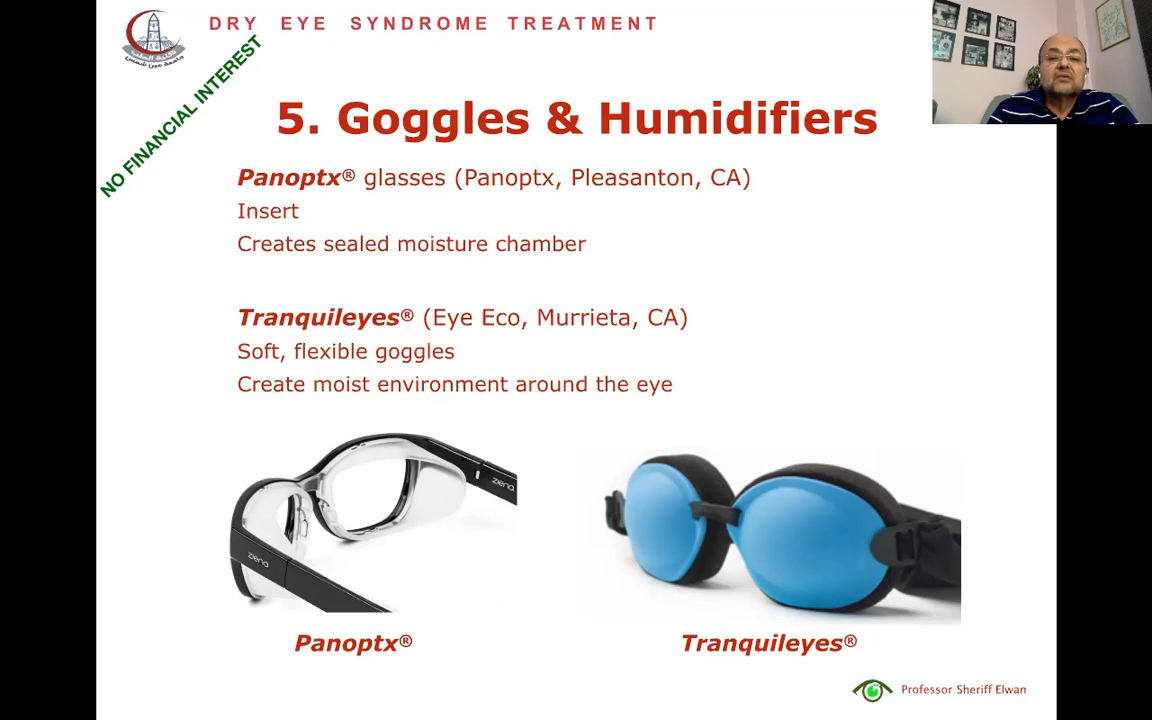 DRY EYE SYNDROME TREATMENT
NO FINANCIAL INTEREST
5. Goggles & Humidifiers
Panoptx® glasses (Panoptx, Pleasanton, CA)
Insert
Creates sealed moisture chamber
Tranquileyes® (Eye Eco, Murrieta, CA)
Soft, flexible goggles
Create moist environment around the eye
ziena
ziena
Panoptx®
Tranquileyes®
Professor Sheriff Elwan